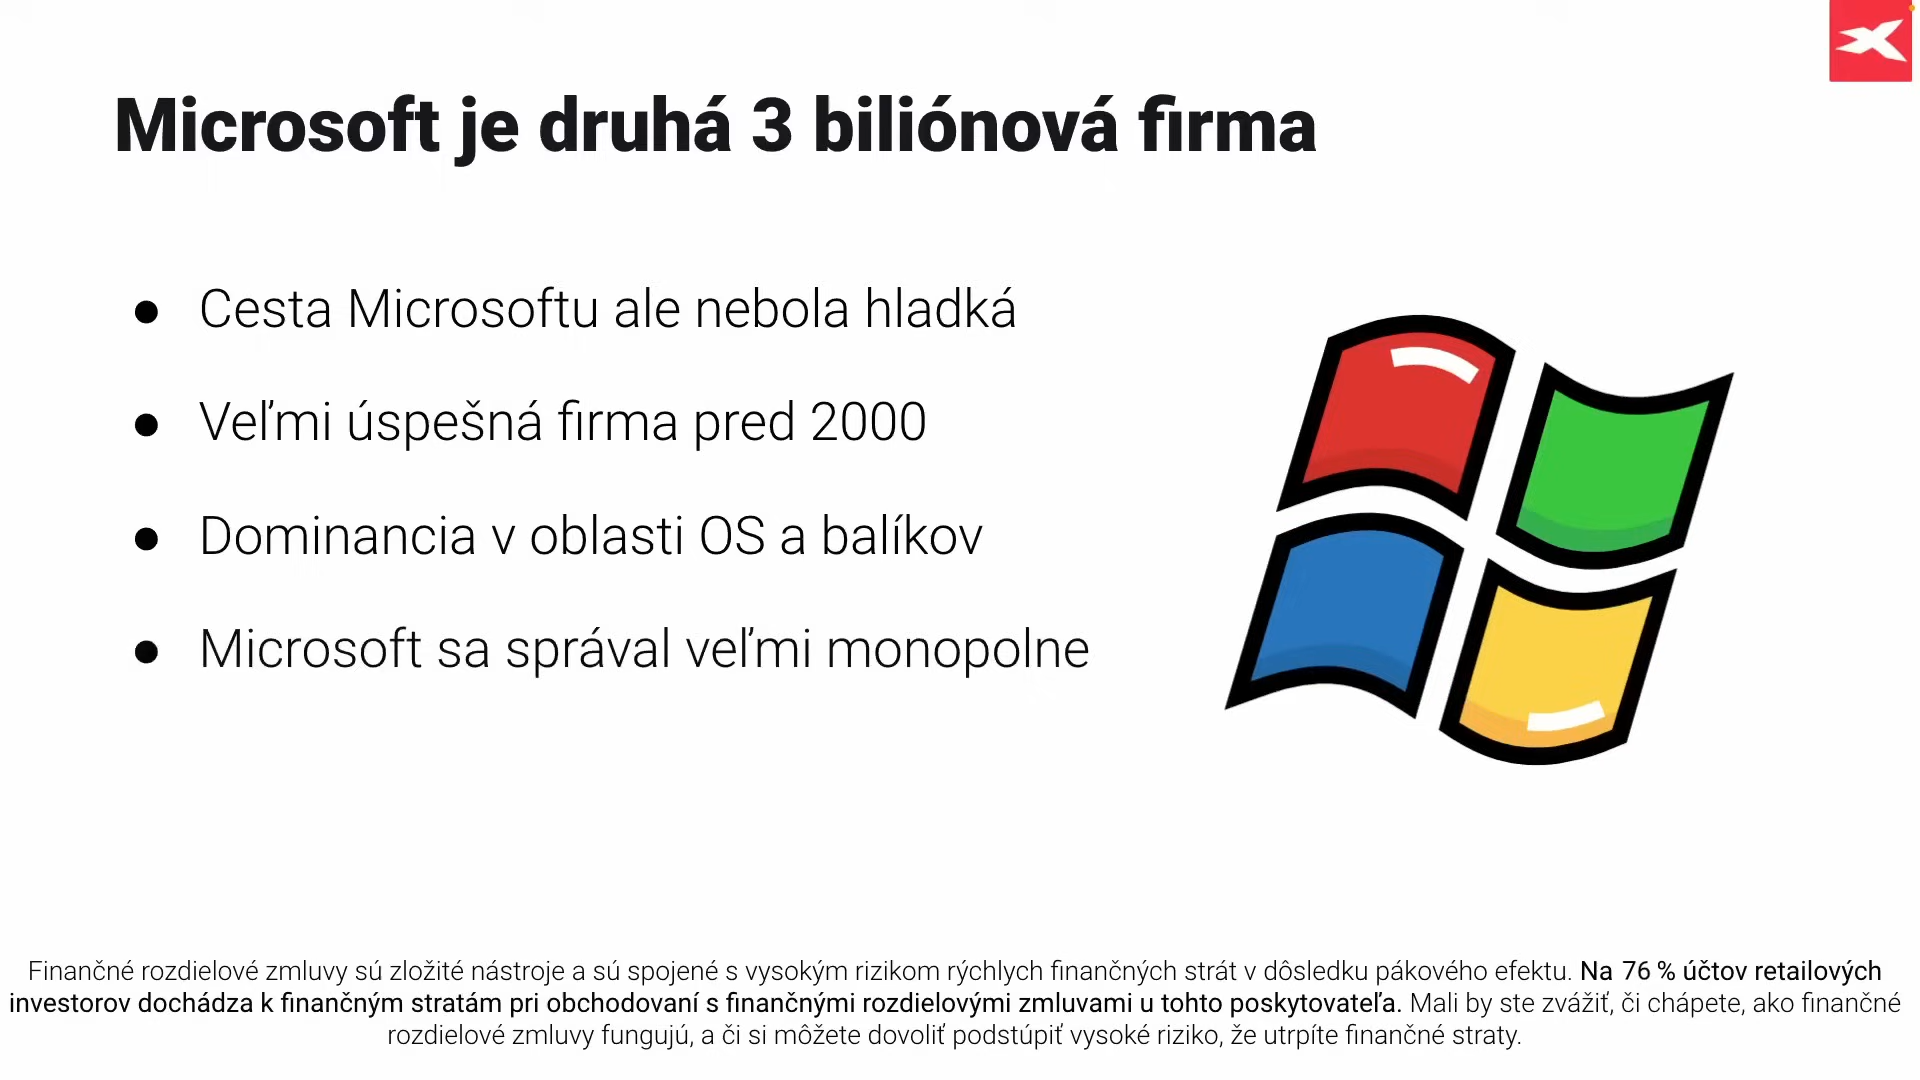 Microsoft je druhá 3 biliónová firma
● Cesta Microsoftu ale nebola hladká
● Veľmi úspešná firma pred 2000
● Dominancia v oblasti OS a balíkov
● Microsoft sa správal veľmi monopolne
Finančné rozdielové zmluvy sú zložité nástroje a sú spojené s vysokým rizikom rýchlych finančných strát v dôsledku pákového efektu. Na 76 % účtov retailových
investorov dochádza k finančným stratám pri obchodovaní s finančnými rozdielovými zmluvami u tohto poskytovateľa. Mali by ste zvážiť, či chápete, ako finančné
rozdielové zmluvy fungujú, a či si môžete dovoliť podstúpiť vysoké riziko, že utrpíte finančné straty.